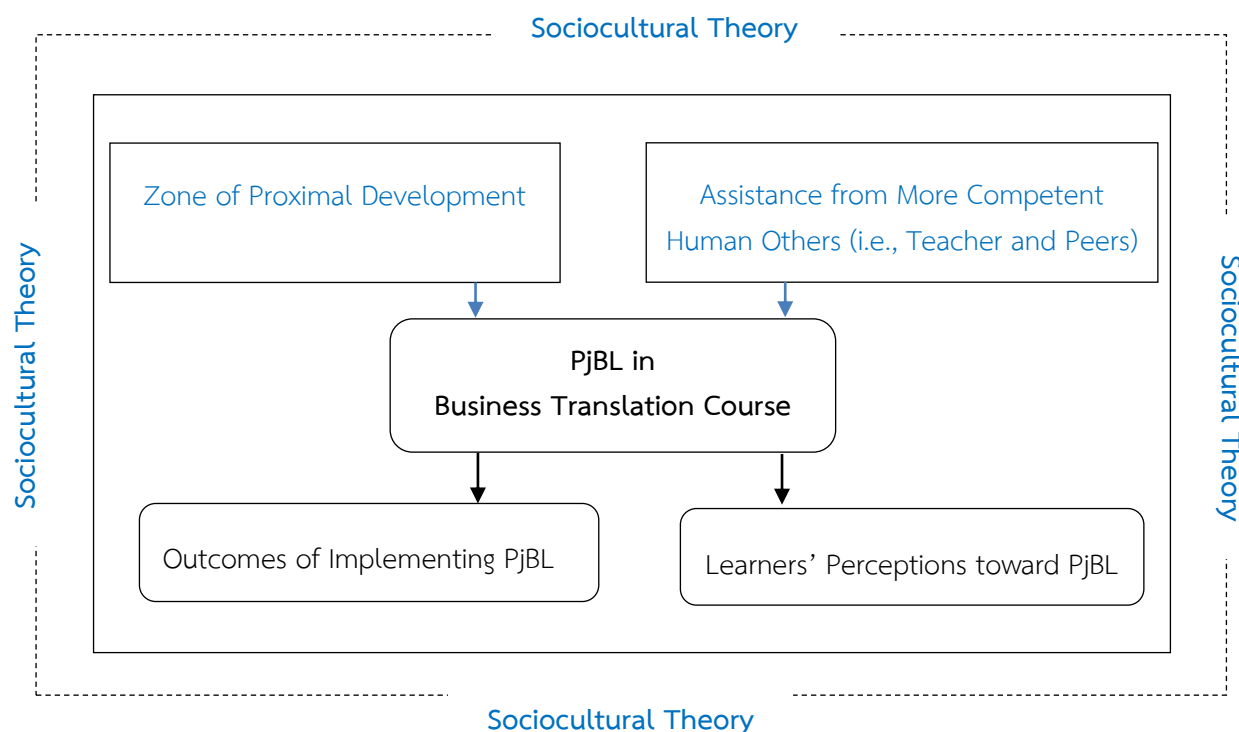 Sociocultural Theory
Zone of Proximal Development
Assistance from More Competent
Human Others (i.e., Teacher and Peers)
Sociocultural Theory
Sociocultural Theory
PjBL in
Business Translation Course
Outcomes of Implementing PjBL
Learners’ Perceptions toward PjBL
Sociocultural Theory